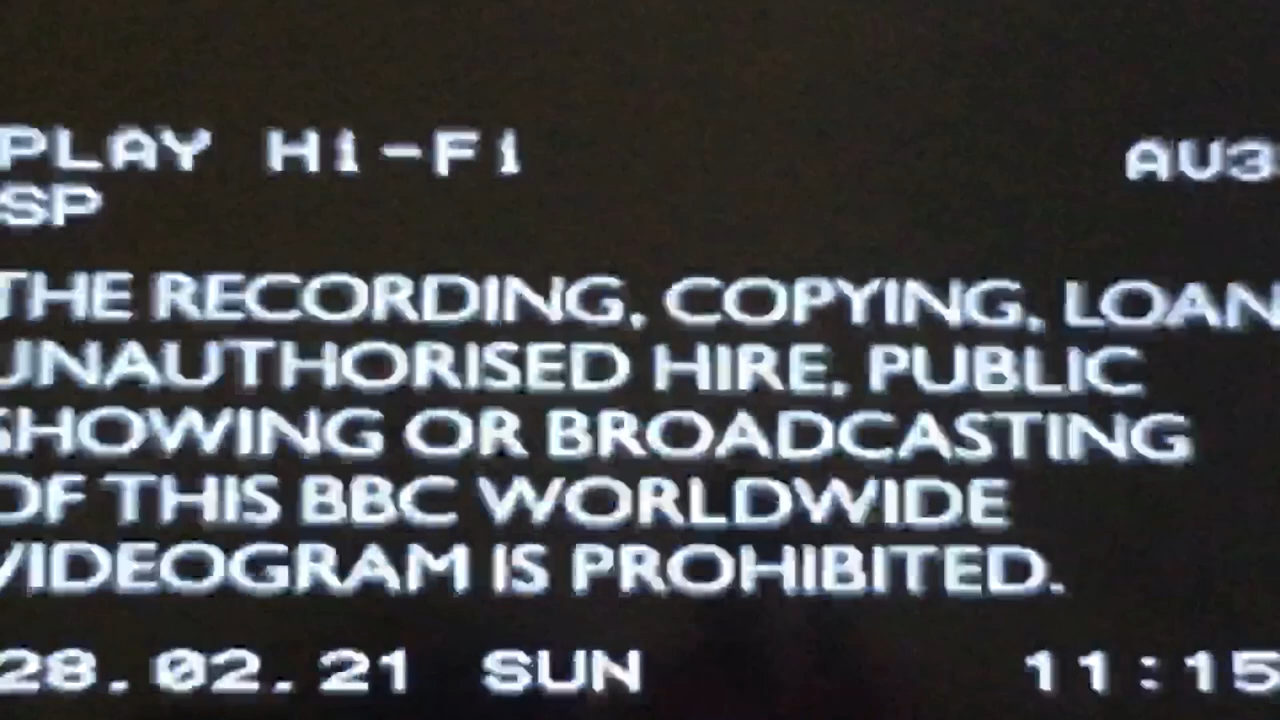 PLAY Hi-Fi AV3
SP
THE RECORDING, COPYING, LOAN
UNAUTHORISED HIRE, PUBLIC
SHOWING OR BROADCASTING
OF THIS BBC WORLDWIDE
VIDEOGRAM IS PROHIBITED.
28.02.21 SUN 11:15